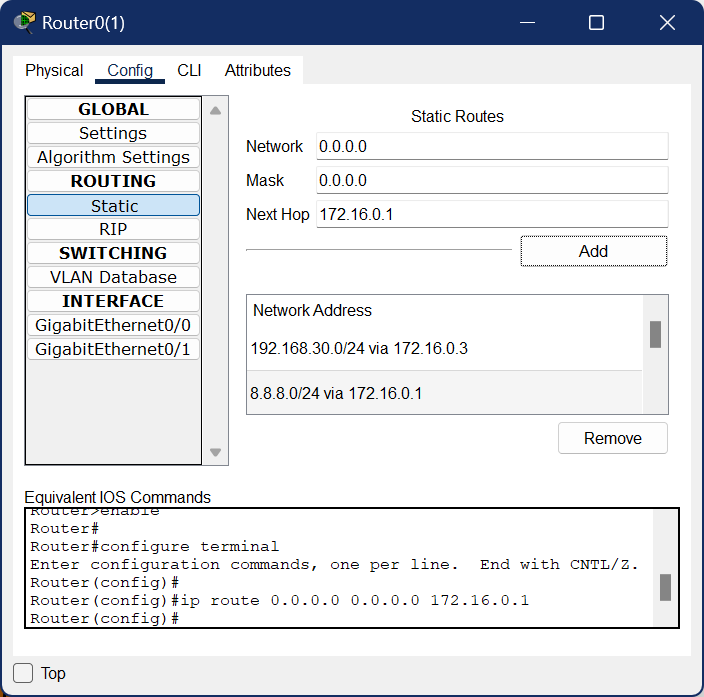 Router0(1)
Physical Config CLI Attributes
GLOBAL
Settings
Algorithm Settings
ROUTING
Static
RIP
SWITCHING
VLAN Database
INTERFACE
GigabitEthernet0/0
GigabitEthernet0/1
Static Routes
Network 0.0.0.0
Mask 0.0.0.0
Next Hop 172.16.0.1
Add
Network Address
192.168.30.0/24 via 172.16.0.3
8.8.8.0/24 via 172.16.0.1
Remove
Equivalent IOS Commands
Router>enable
Router#
Router#configure terminal
Enter configuration commands, one per line. End with CNTL/Z.
Router(config)#
Router(config)#ip route 0.0.0.0 0.0.0.0 172.16.0.1
Router(config)#
Top